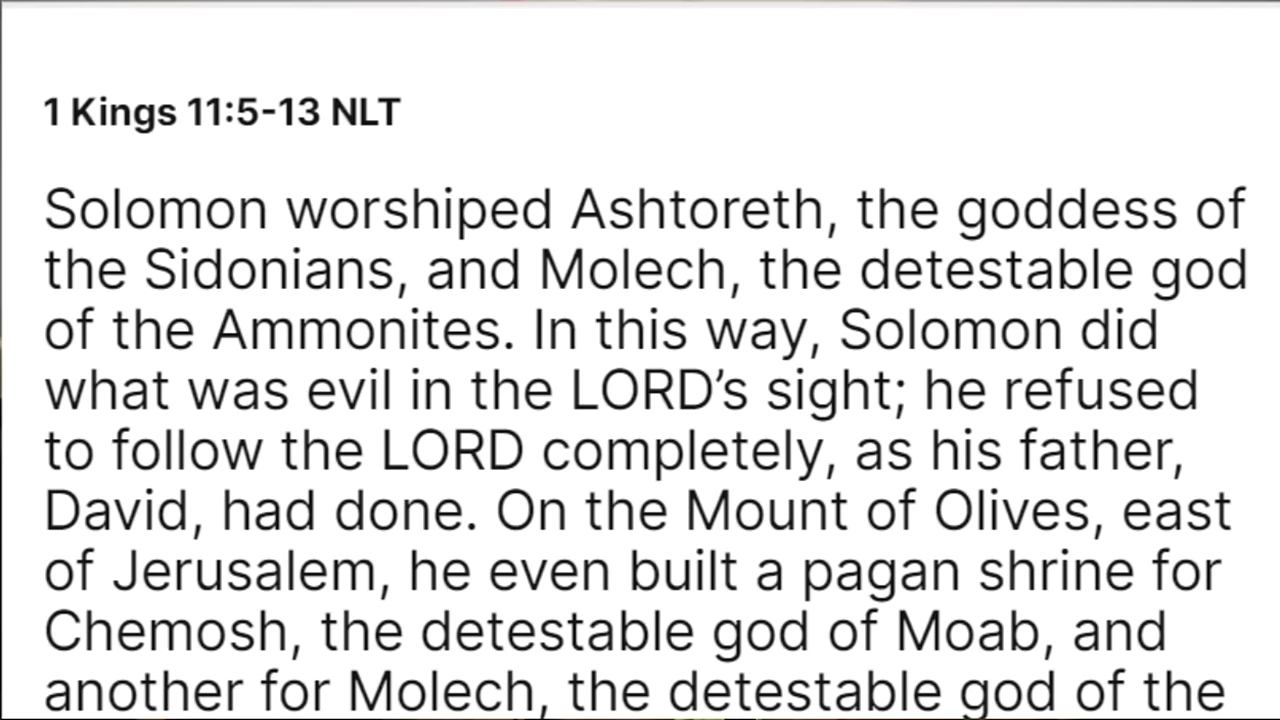 1 Kings 11:5-13 NLT
Solomon worshiped Ashtoreth, the goddess of
the Sidonians, and Molech, the detestable god
of the Ammonites. In this way, Solomon did
what was evil in the LORD’s sight; he refused
to follow the LORD completely, as his father,
David, had done. On the Mount of Olives, east
of Jerusalem, he even built a pagan shrine for
Chemosh, the detestable god of Moab, and
another for Molech, the detestable god of the